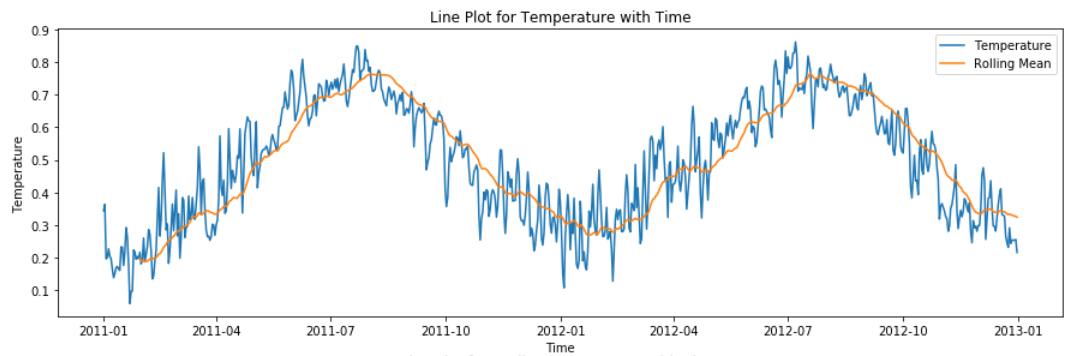 Line Plot for Temperature with Time
0.9
0.8
0.7
0.6
0.5
0.4
0.3
0.2
0.1
Temperature
Temperature
Rolling Mean
2011-01 2011-04 2011-07 2011-10 2012-01 2012-04 2012-07 2012-10 2013-01
Time